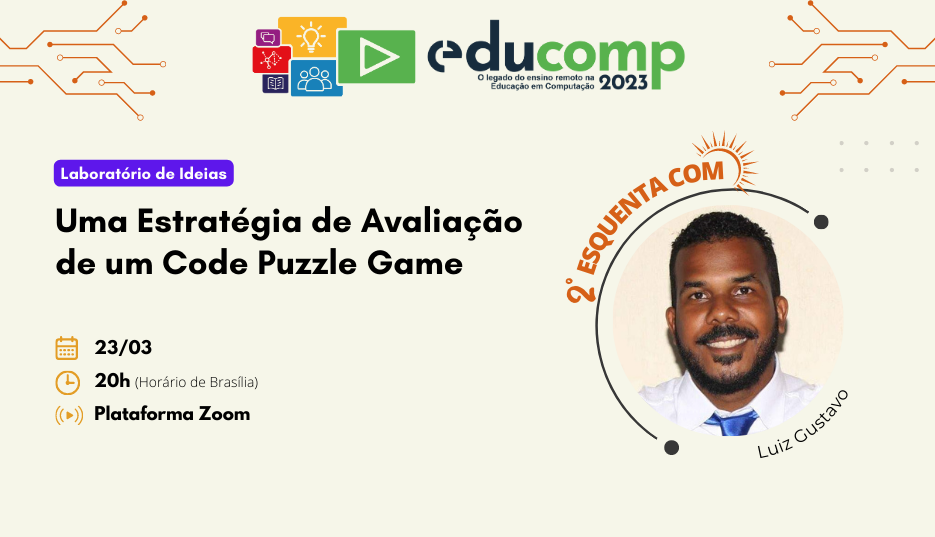 educomp
O legado do ensino remoto na
Educação em Computação 2023
Laboratório de Ideias
Uma Estratégia de Avaliação
de um Code Puzzle Game
23/03
20h (Horário de Brasília)
Plataforma Zoom
2° ESQUENTA COM
Luiz Gustavo